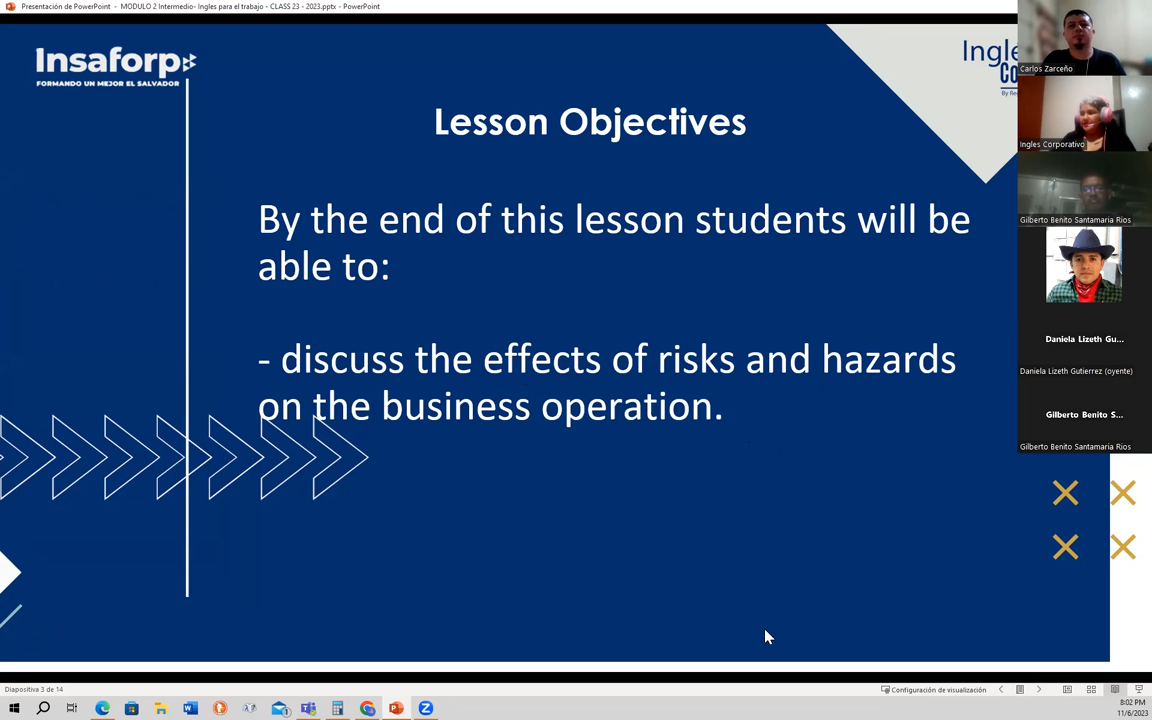 Presentación de PowerPoint - MODULO 2 Intermedio- Ingles para el trabajo - CLASS 23 - 2023.pptx - PowerPoint
Insaforp
FORMANDO UN MEJOR EL SALVADOR
Lesson Objectives
By the end of this lesson students will be
able to:
- discuss the effects of risks and hazards
on the business operation.
Carlos Zarceño
Ingles Corporativo
Gilberto Benito Santamaria Rios
Daniela Lizeth Gu...
Daniela Lizeth Gutierrez (oyente)
Gilberto Benito S...
Gilberto Benito Santamaria Rios
Diapositiva 3 de 14
Configuración de visualización
8:02 PM
11/6/2023